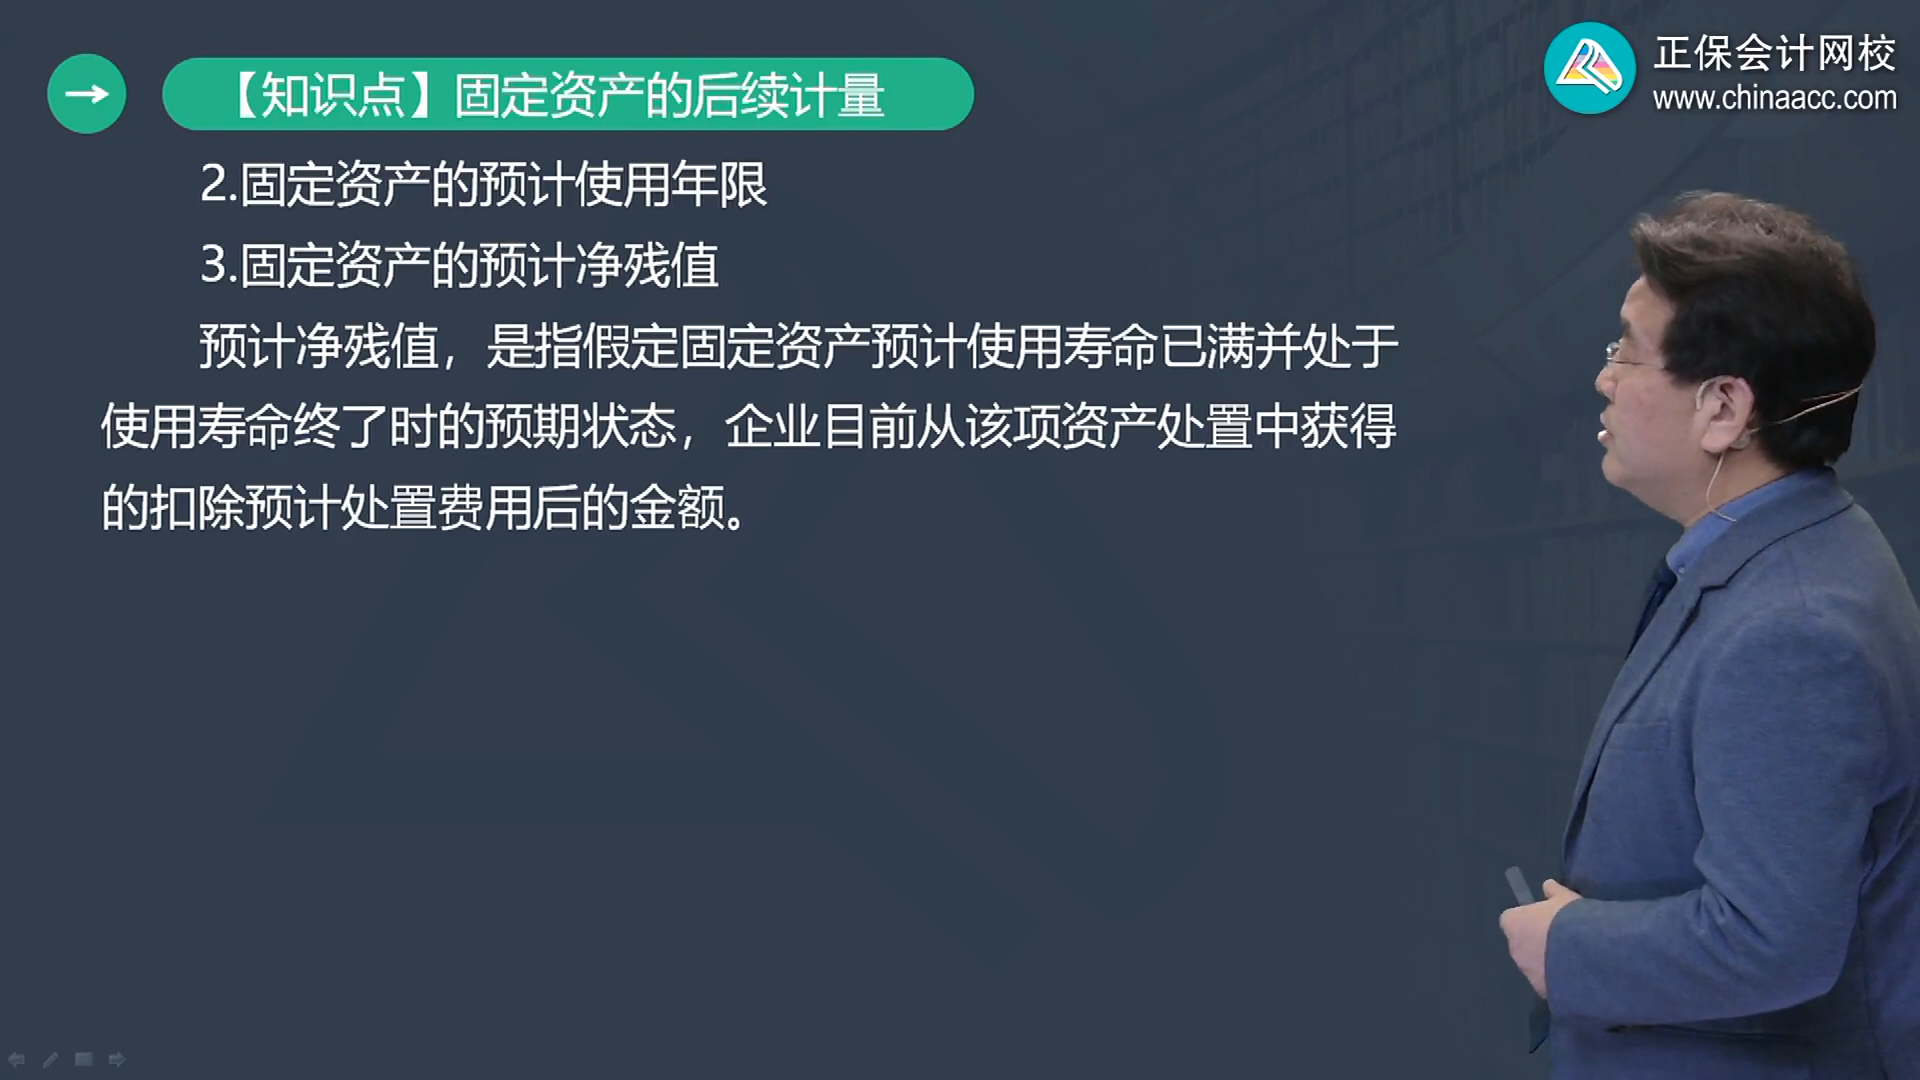 正保会计网校
www.chinaacc.com
【知识点】固定资产的后续计量
2.固定资产的预计使用年限
3.固定资产的预计净残值
预计净残值，是指假定固定资产预计使用寿命已满并处于
使用寿命终了时的预期状态，企业目前从该项资产处置中获得
的扣除预计处置费用后的金额。